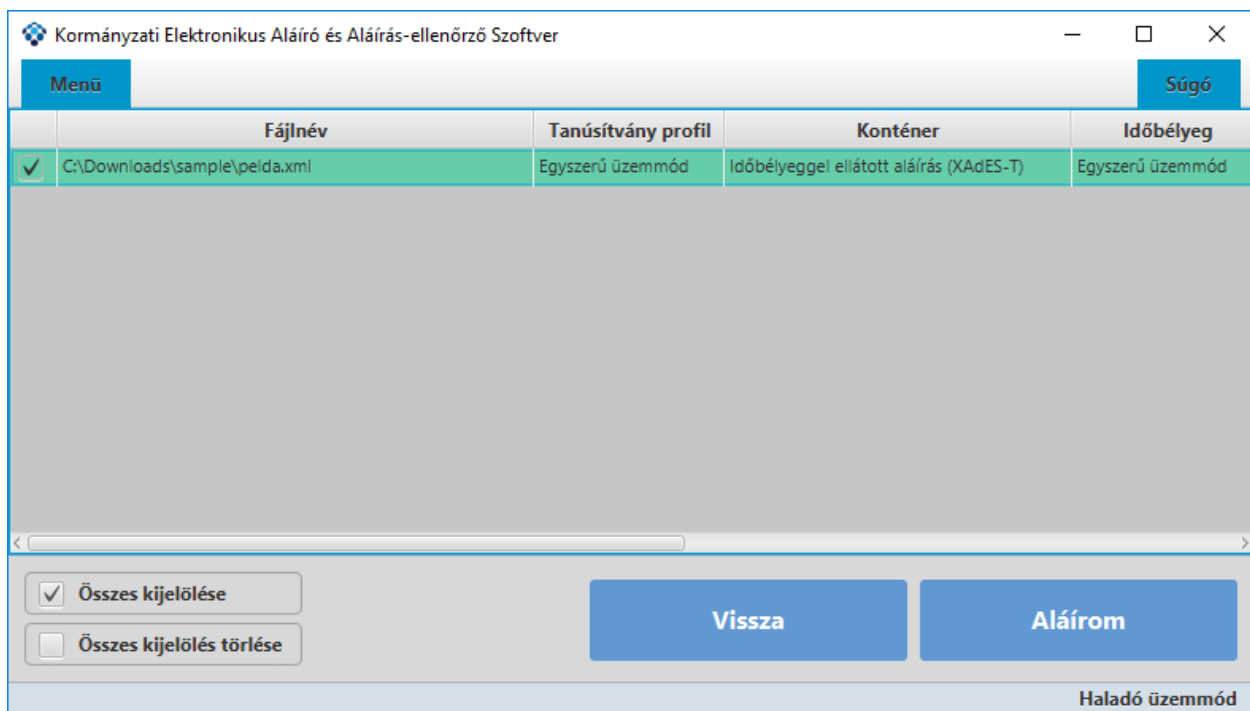 Kormányzati Elektronikus Aláíró és Aláírás-ellenőrző Szoftver
Menü Súgó
Fájlnév Tanúsítvány profil Konténer Időbélyeg
C:\Downloads\sample\pelda.xml Egyszerű üzemmód Időbélyeggel ellátott aláírás (XAdES-T) Egyszerű üzemmód
Összes kijelölése
Összes kijelölés törlése
Vissza Aláírom
Haladó üzemmód